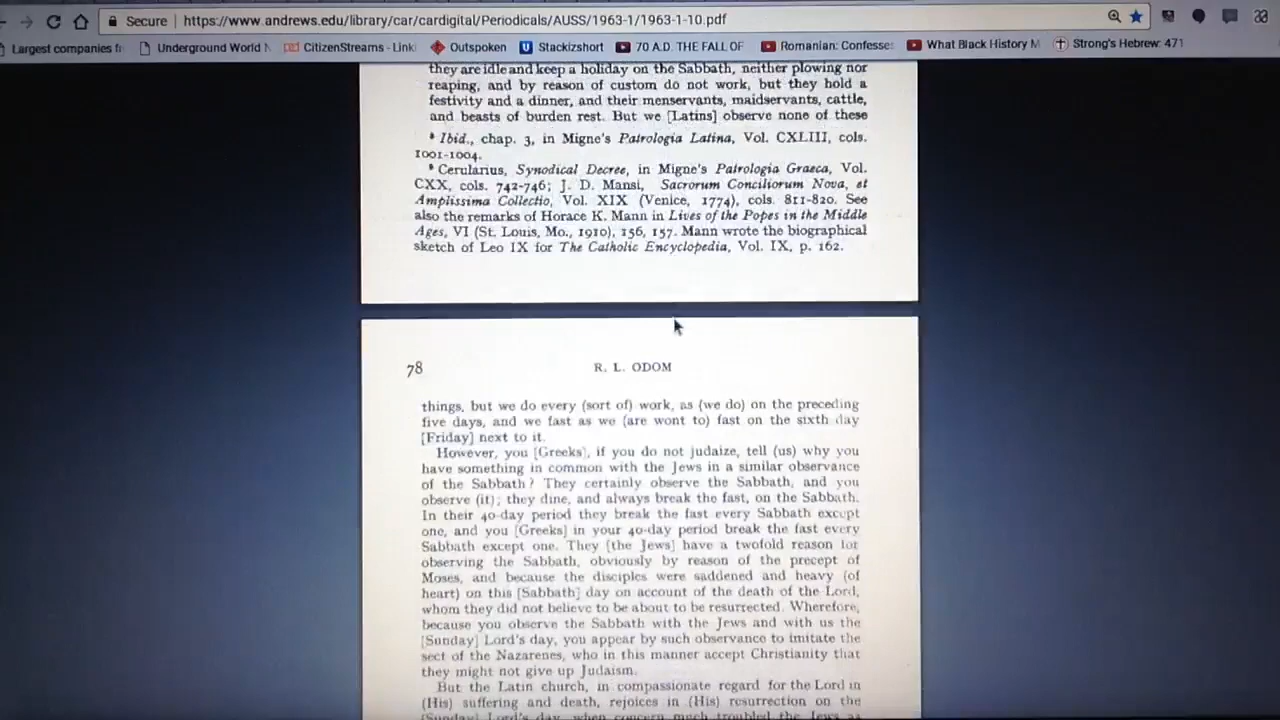 Secure | https://www.andrews.edu/library/car/cardigital/Periodicals/AUSS/1963-1/1963-1-10.pdf
Largest companies f
Underground World
CitizenStreams - Link
Outspoken
Stackizshort
70 A.D. THE FALL OF
Romanian: Confesse
What Black History M
Strong's Hebrew: 471
they are idle and keep a holiday on the Sabbath, neither plowing nor
reaping, and by reason of custom do not work, but they hold a
festivity and a dinner, and their menservants, maidservants, cattle,
and beasts of burden rest. But we [Latins] observe none of these
Ibid., chap. 3, in Migne's Patrologia Latina, Vol. CXLIII, cols.
1001-1004.
Cerularius, Synodical Decree, in Migne's Patrologia Graeca, Vol.
CXX, cols. 742-746; J. D. Mansi, Sacrorum Conciliorum Nova, et
Amplissima Collectio, Vol. XIX (Venice, 1774), cols. 811-820. See
also the remarks of Horace K. Mann in Lives of the Popes in the Middle
Ages, VI (St. Louis, Mo., 1910), 156, 157. Mann wrote the biographical
sketch of Leo IX for The Catholic Encyclopedia, Vol. IX, p. 162.
78 R. L. ODOM
things, but we do every (sort of) work, as (we do) on the preceding
five days, and we fast as we (are wont to) fast on the sixth day
[Friday] next to it.
However, you [Greeks], if you do not judaize, tell (us) why you
have something in common with the Jews in a similar observance
of the Sabbath? They certainly observe the Sabbath, and you
observe (it); they dine, and always break the fast, on the Sabbath.
In their 40-day period they break the fast every Sabbath except
one, and you [Greeks] in your 40-day period break the fast every
Sabbath except one. They [the Jews] have a twofold reason for
observing the Sabbath, obviously by reason of the precept of
Moses, and because the disciples were saddened and heavy (of
heart) on this [Sabbath] day on account of the death of the Lord,
whom they did not believe to be about to be resurrected. Wherefore,
because you observe the Sabbath with the Jews and with us the
[Sunday] Lord's day, you appear by such observance to imitate the
sect of the Nazarenes, who in this manner accept Christianity that
they might not give up Judaism.
But the Latin church, in compassionate regard for the Lord in
(His) suffering and death, rejoices in (His) resurrection on the
[Sunday] Lord's day, when concern much troubled the Jews as